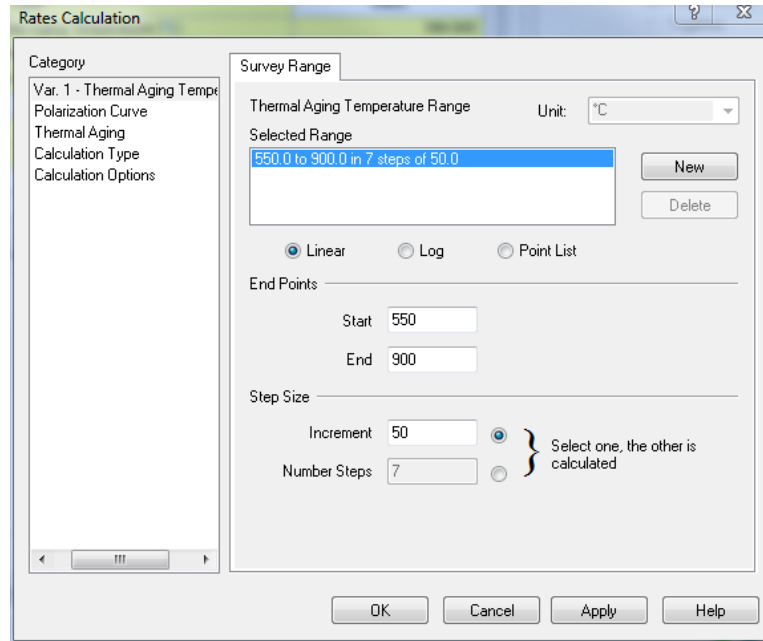 Rates Calculation
Category
Var. 1 - Thermal Aging Tempe
Polarization Curve
Thermal Aging
Calculation Type
Calculation Options
Survey Range
Thermal Aging Temperature Range
Unit: °C
Selected Range
550.0 to 900.0 in 7 steps of 50.0
New
Delete
Linear
Log
Point List
End Points
Start 550
End 900
Step Size
Increment 50
Number Steps 7
} Select one, the other is
calculated
OK Cancel Apply Help